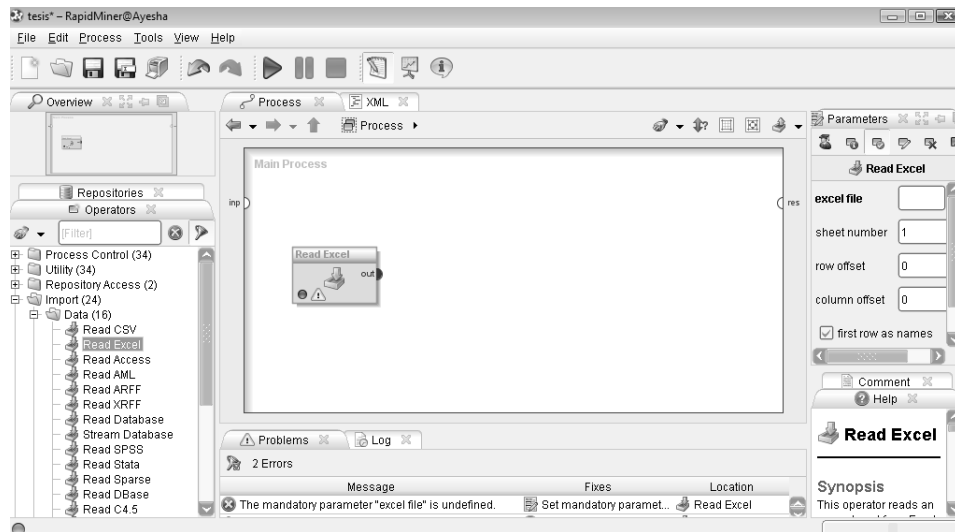 tesis* – RapidMiner@Ayesha
File Edit Process Tools View Help
Overview
Repositories
Operators
[Filter]
Process Control (34)
Utility (34)
Repository Access (2)
Import (24)
Data (16)
Read CSV
Read Excel
Read Access
Read AML
Read ARFF
Read XRFF
Read Database
Stream Database
Read SPSS
Read Stata
Read Sparse
Read DBase
Read C4.5
Process
XML
Process
Main Process
inp
res
Read Excel
out
Problems
Log
2 Errors
Message Fixes Location
The mandatory parameter "excel file" is undefined. Set mandatory paramet... Read Excel
Parameters
Read Excel
excel file
sheet number 1
row offset 0
column offset 0
first row as names
Comment
Help
Read Excel
Synopsis
This operator reads an